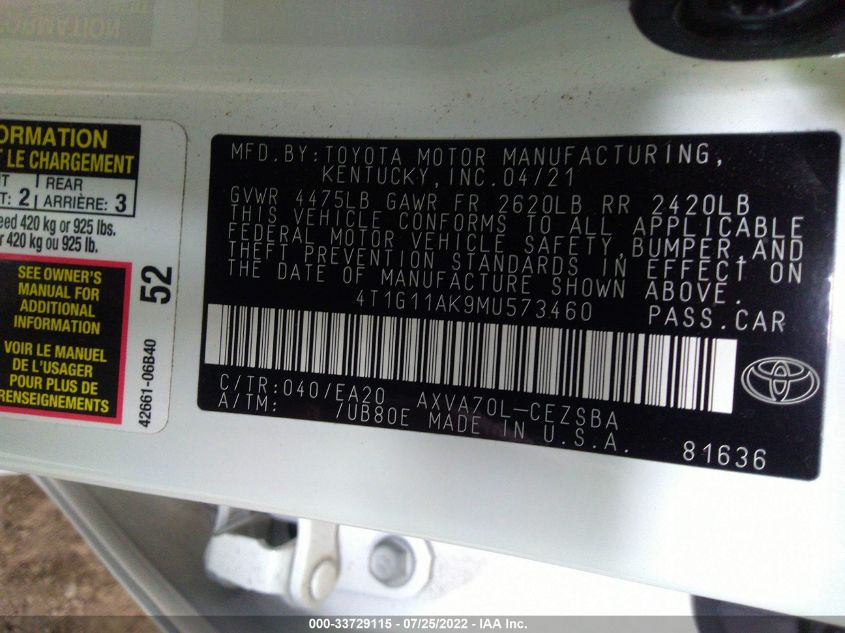 ORMATION
LE CHARGEMENT
2 REAR
ARRIÈRE: 3
420 kg or 925 lbs.
420 kg ou 925 lb.
SEE OWNER'S
MANUAL FOR
ADDITIONAL
INFORMATION
VOIR LE MANUEL
DE L'USAGER
POUR PLUS DE
RENSEIGNEMENTS
52
42661-06B40
MFD.BY:TOYOTA MOTOR MANUFACTURING,
KENTUCKY,INC.04/21
GVWR 4475LB GAWR FR 2620LB RR 2420LB
THIS VEHICLE CONFORMS TO ALL APPLICABLE
FEDERAL MOTOR VEHICLE SAFETY,BUMPER,AND
THEFT PREVENTION STANDARDS IN EFFECT ON
THE DATE OF MANUFACTURE SHOWN ABOVE.
4T1G11AK9MU573460 PASS.CAR
C/TR:040/EA20 AXVA70L-CEZSBA
A/TM: /UB80E MADE IN U.S.A.
81636
000-33729115 - 07/25/2022 - IAA Inc.